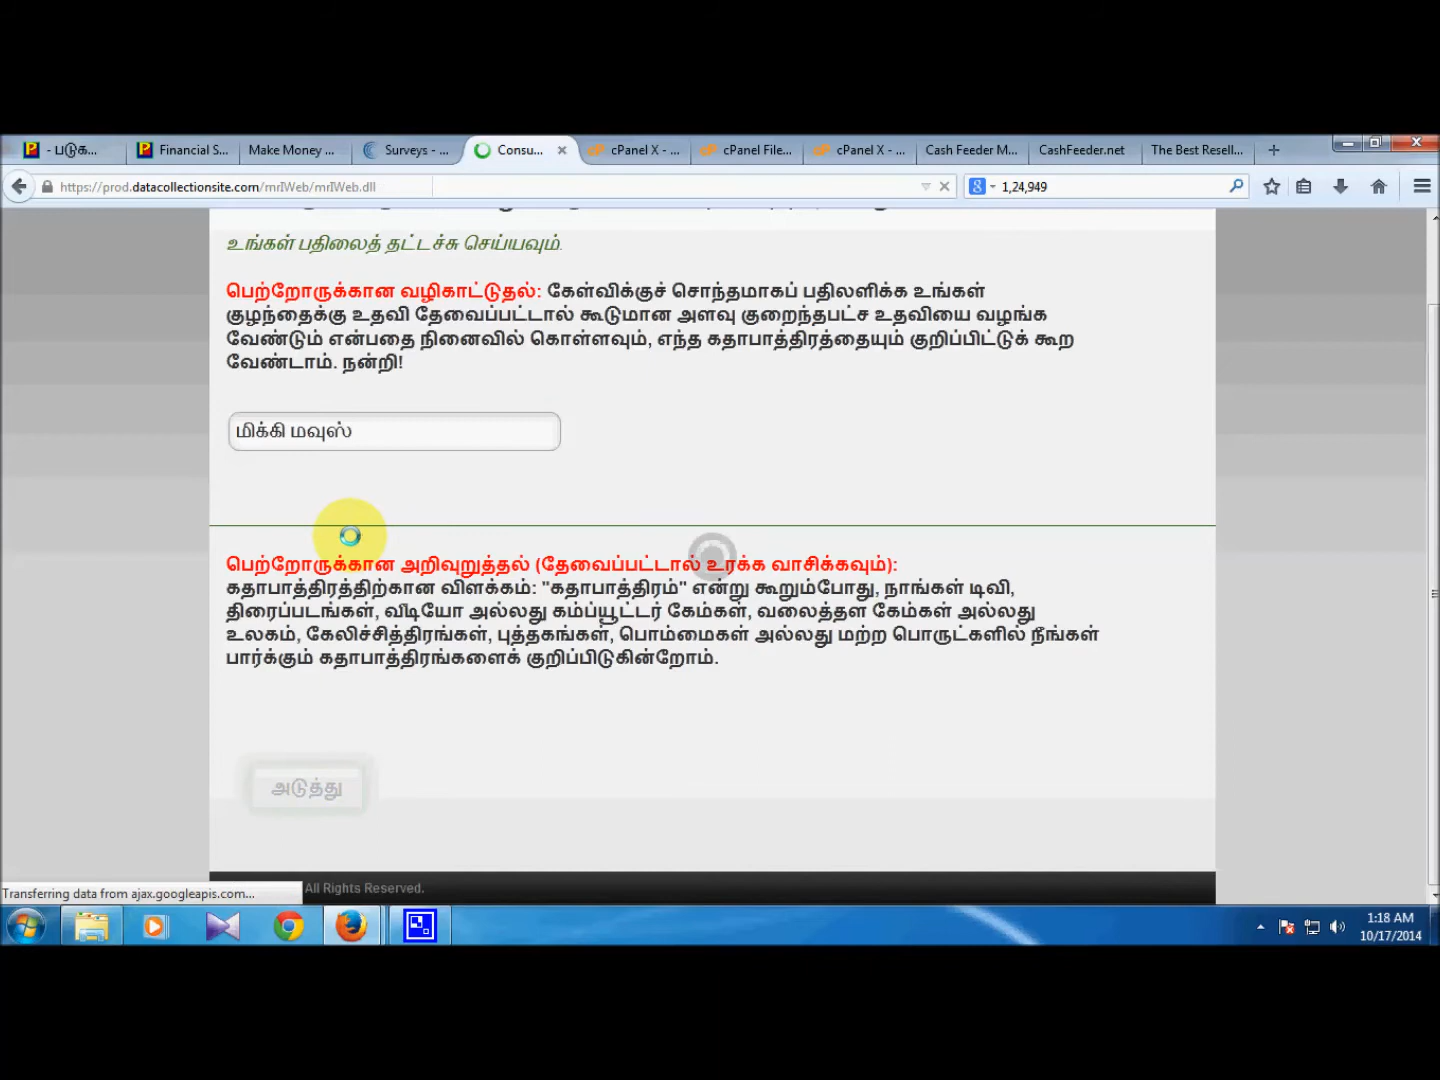 - படுக...
Financial S...
Make Money ...
Surveys - ...
Consu...
cPanel X - ...
cPanel File...
cPanel X - ...
Cash Feeder M...
CashFeeder.net
The Best Resell...
https://prod.datacollectionsite.com/mrIWeb/mrIWeb.dll
1,24,949
உங்கள் பதிலைத் தட்டச்சு செய்யவும்.
பெற்றோருக்கான வழிகாட்டுதல்: கேள்விக்குச் சொந்தமாகப் பதிலளிக்க உங்கள்
குழந்தைக்கு உதவி தேவைப்பட்டால் கூடுமான அளவு குறைந்தபட்ச உதவியை வழங்க
வேண்டும் என்பதை நினைவில் கொள்ளவும், எந்த கதாபாத்திரத்தையும் குறிப்பிட்டுக் கூற
வேண்டாம். நன்றி!
மிக்கி மவுஸ்
பெற்றோருக்கான அறிவுறுத்தல் (தேவைப்பட்டால் உரக்க வாசிக்கவும்):
கதாபாத்திரத்திற்கான விளக்கம்: "கதாபாத்திரம்" என்று கூறும்போது, நாங்கள் டிவி,
திரைப்படங்கள், வீடியோ அல்லது கம்ப்யூட்டர் கேம்கள், வலைத்தள கேம்கள் அல்லது
உலகம், கேலிச்சித்திரங்கள், புத்தகங்கள், பொம்மைகள் அல்லது மற்ற பொருட்களில் நீங்கள்
பார்க்கும் கதாபாத்திரங்களைக் குறிப்பிடுகின்றோம்.
அடுத்து
Transferring data from ajax.googleapis.com...
All Rights Reserved.
1:18 AM
10/17/2014